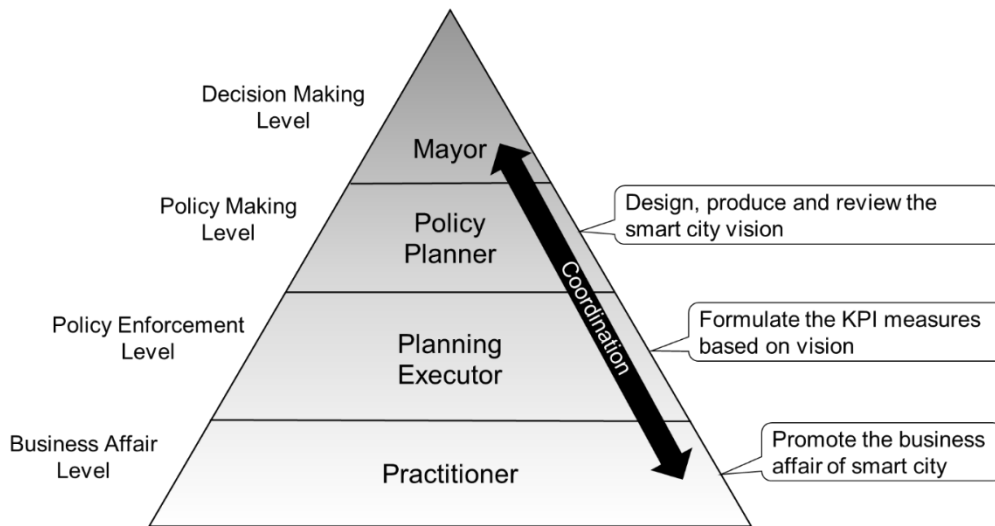 Decision Making
Level
Mayor
Policy Making
Level
Policy
Planner
Design, produce and review the
smart city vision
Coordination
Policy Enforcement
Level
Planning
Executor
Formulate the KPI measures
based on vision
Business Affair
Level
Practitioner
Promote the business
affair of smart city